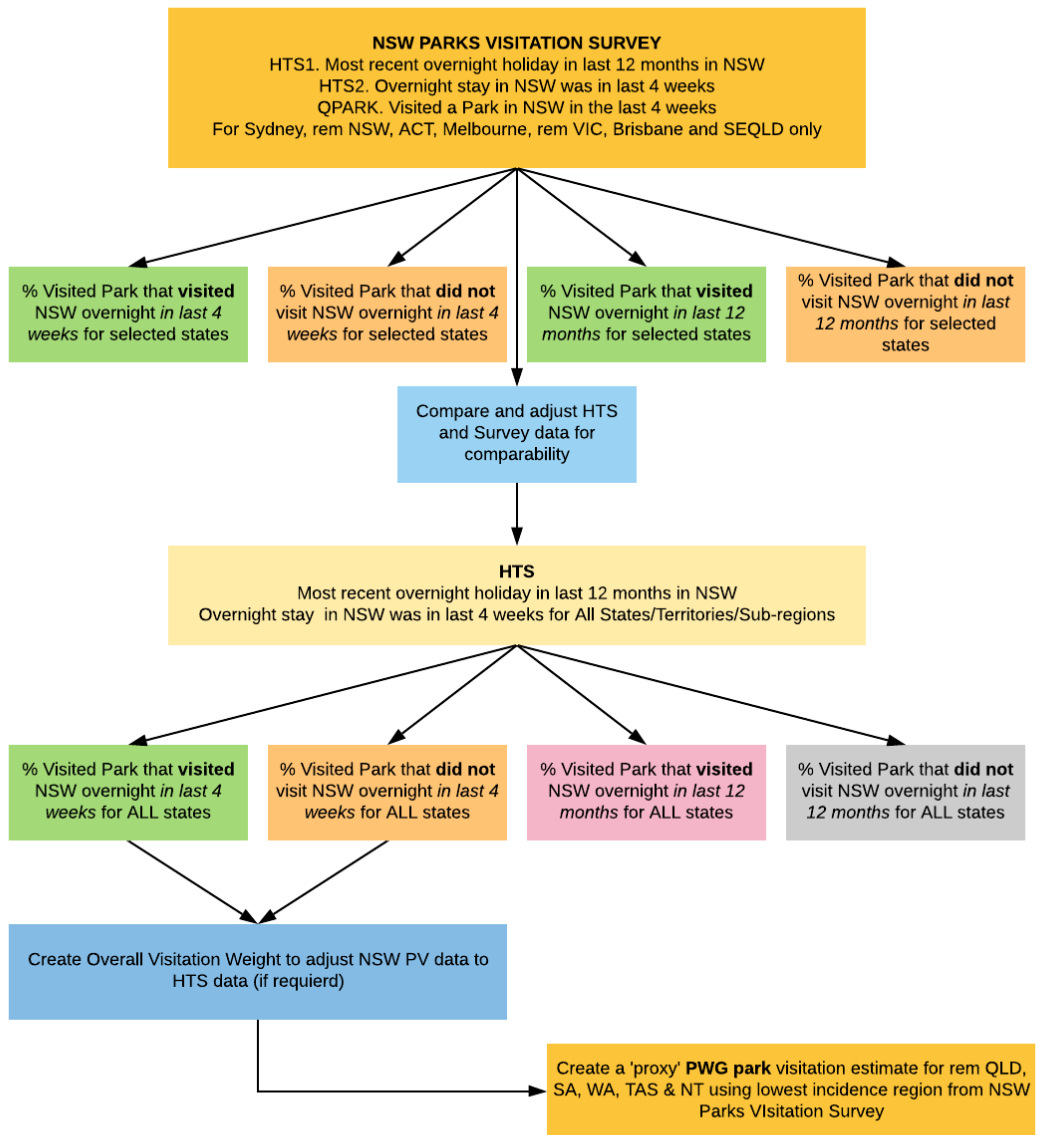 NSW PARKS VISITATION SURVEY
HTS1. Most recent overnight holiday in last 12 months in NSW
HTS2. Overnight stay in NSW was in last 4 weeks
QPARK. Visited a Park in NSW in the last 4 weeks
For Sydney, rem NSW, ACT, Melbourne, rem VIC, Brisbane and SEQLD only
% Visited Park that visited
NSW overnight in last 4
weeks for selected states
% Visited Park that did not
visit NSW overnight in last 4
weeks for selected states
% Visited Park that visited
NSW overnight in last 12
months for selected states
% Visited Park that did not
visit NSW overnight in last
12 months for selected
states
Compare and adjust HTS
and Survey data for
comparability
HTS
Most recent overnight holiday in last 12 months in NSW
Overnight stay in NSW was in last 4 weeks for All States/Territories/Sub-regions
% Visited Park that visited
NSW overnight in last 4
weeks for ALL states
% Visited Park that did not
visit NSW overnight in last 4
weeks for ALL states
% Visited Park that visited
NSW overnight in last 12
months for ALL states
% Visited Park that did not
visit NSW overnight in last
12 months for ALL states
Create Overall Visitation Weight to adjust NSW PV data to
HTS data (if requierd)
Create a 'proxy' PWG park visitation estimate for rem QLD,
SA, WA, TAS & NT using lowest incidence region from NSW
Parks VIsitation Survey